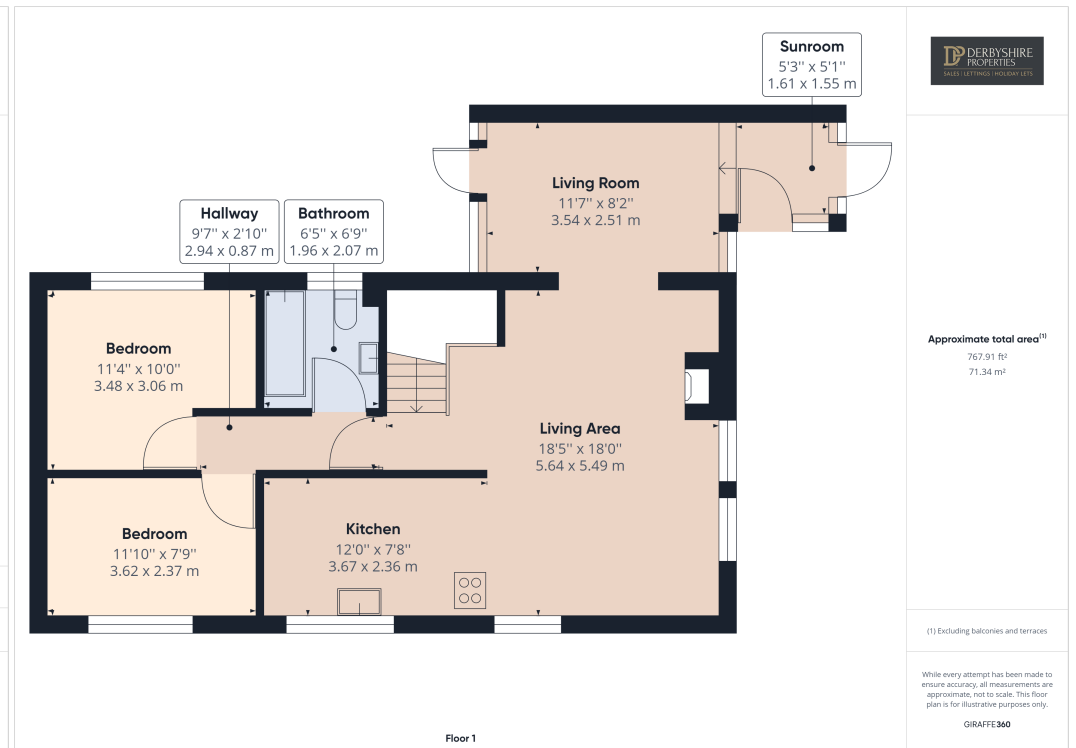 Sunroom
5'3'' x 5'1''
1.61 x 1.55 m
DP DERBYSHIRE
PROPERTIES
SALES | LETTINGS | HOLIDAY LETS
Living Room
11'7'' x 8'2''
3.54 x 2.51 m
Hallway
9'7'' x 2'10''
2.94 x 0.87 m
Bathroom
6'5'' x 6'9''
1.96 x 2.07 m
Bedroom
11'4'' x 10'0''
3.48 x 3.06 m
Living Area
18'5'' x 18'0''
5.64 x 5.49 m
Bedroom
11'10'' x 7'9''
3.62 x 2.37 m
Kitchen
12'0'' x 7'8''
3.67 x 2.36 m
Approximate total area(1)
767.91 ft²
71.34 m²
(1) Excluding balconies and terraces
While every attempt has been made to
ensure accuracy, all measurements are
approximate, not to scale. This floor
plan is for illustrative purposes only.
GIRAFFE360
Floor 1